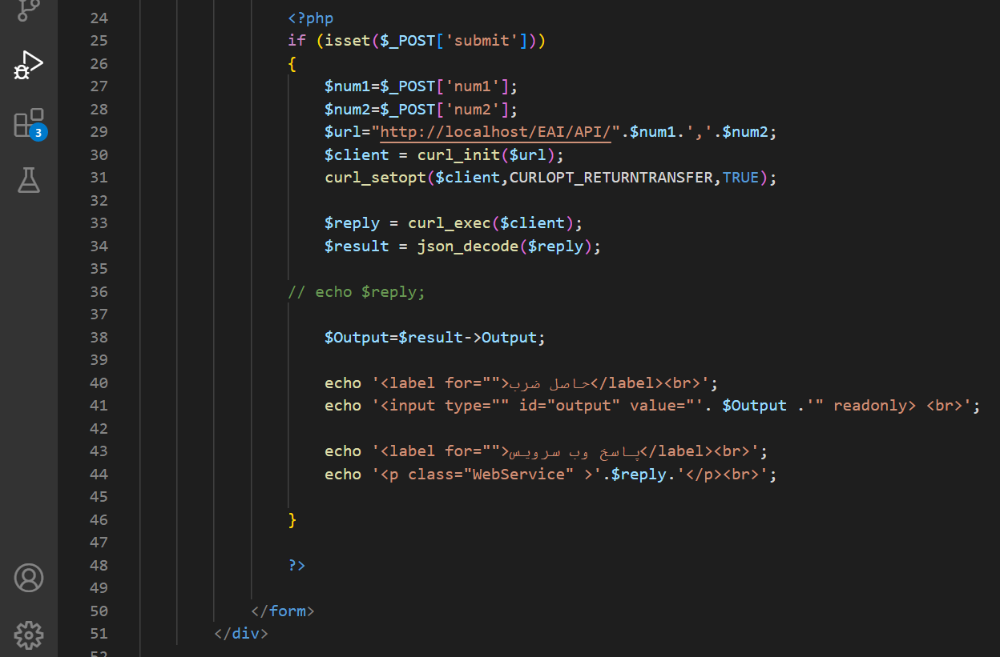 24 <?php
25 if (isset($_POST['submit']))
26 {
27 $num1=$_POST['num1'];
28 $num2=$_POST['num2'];
29 $url="http://localhost/EAI/API/".$num1.','.$num2;
30 $client = curl_init($url);
31 curl_setopt($client,CURLOPT_RETURNTRANSFER,TRUE);
32
33 $reply = curl_exec($client);
34 $result = json_decode($reply);
35
36 // echo $reply;
37
38 $Output=$result->Output;
39
40 echo '<label for="">حاصل ضرب</label><br>';
41 echo '<input type="" id="output" value="'. $Output .'" readonly> <br>';
42
43 echo '<label for="">پاسخ وب سرویس</label><br>';
44 echo '<p class="WebService" >'.$reply.'</p><br>';
45
46 }
47
48 ?>
49
50 </form>
51 </div>
52
3